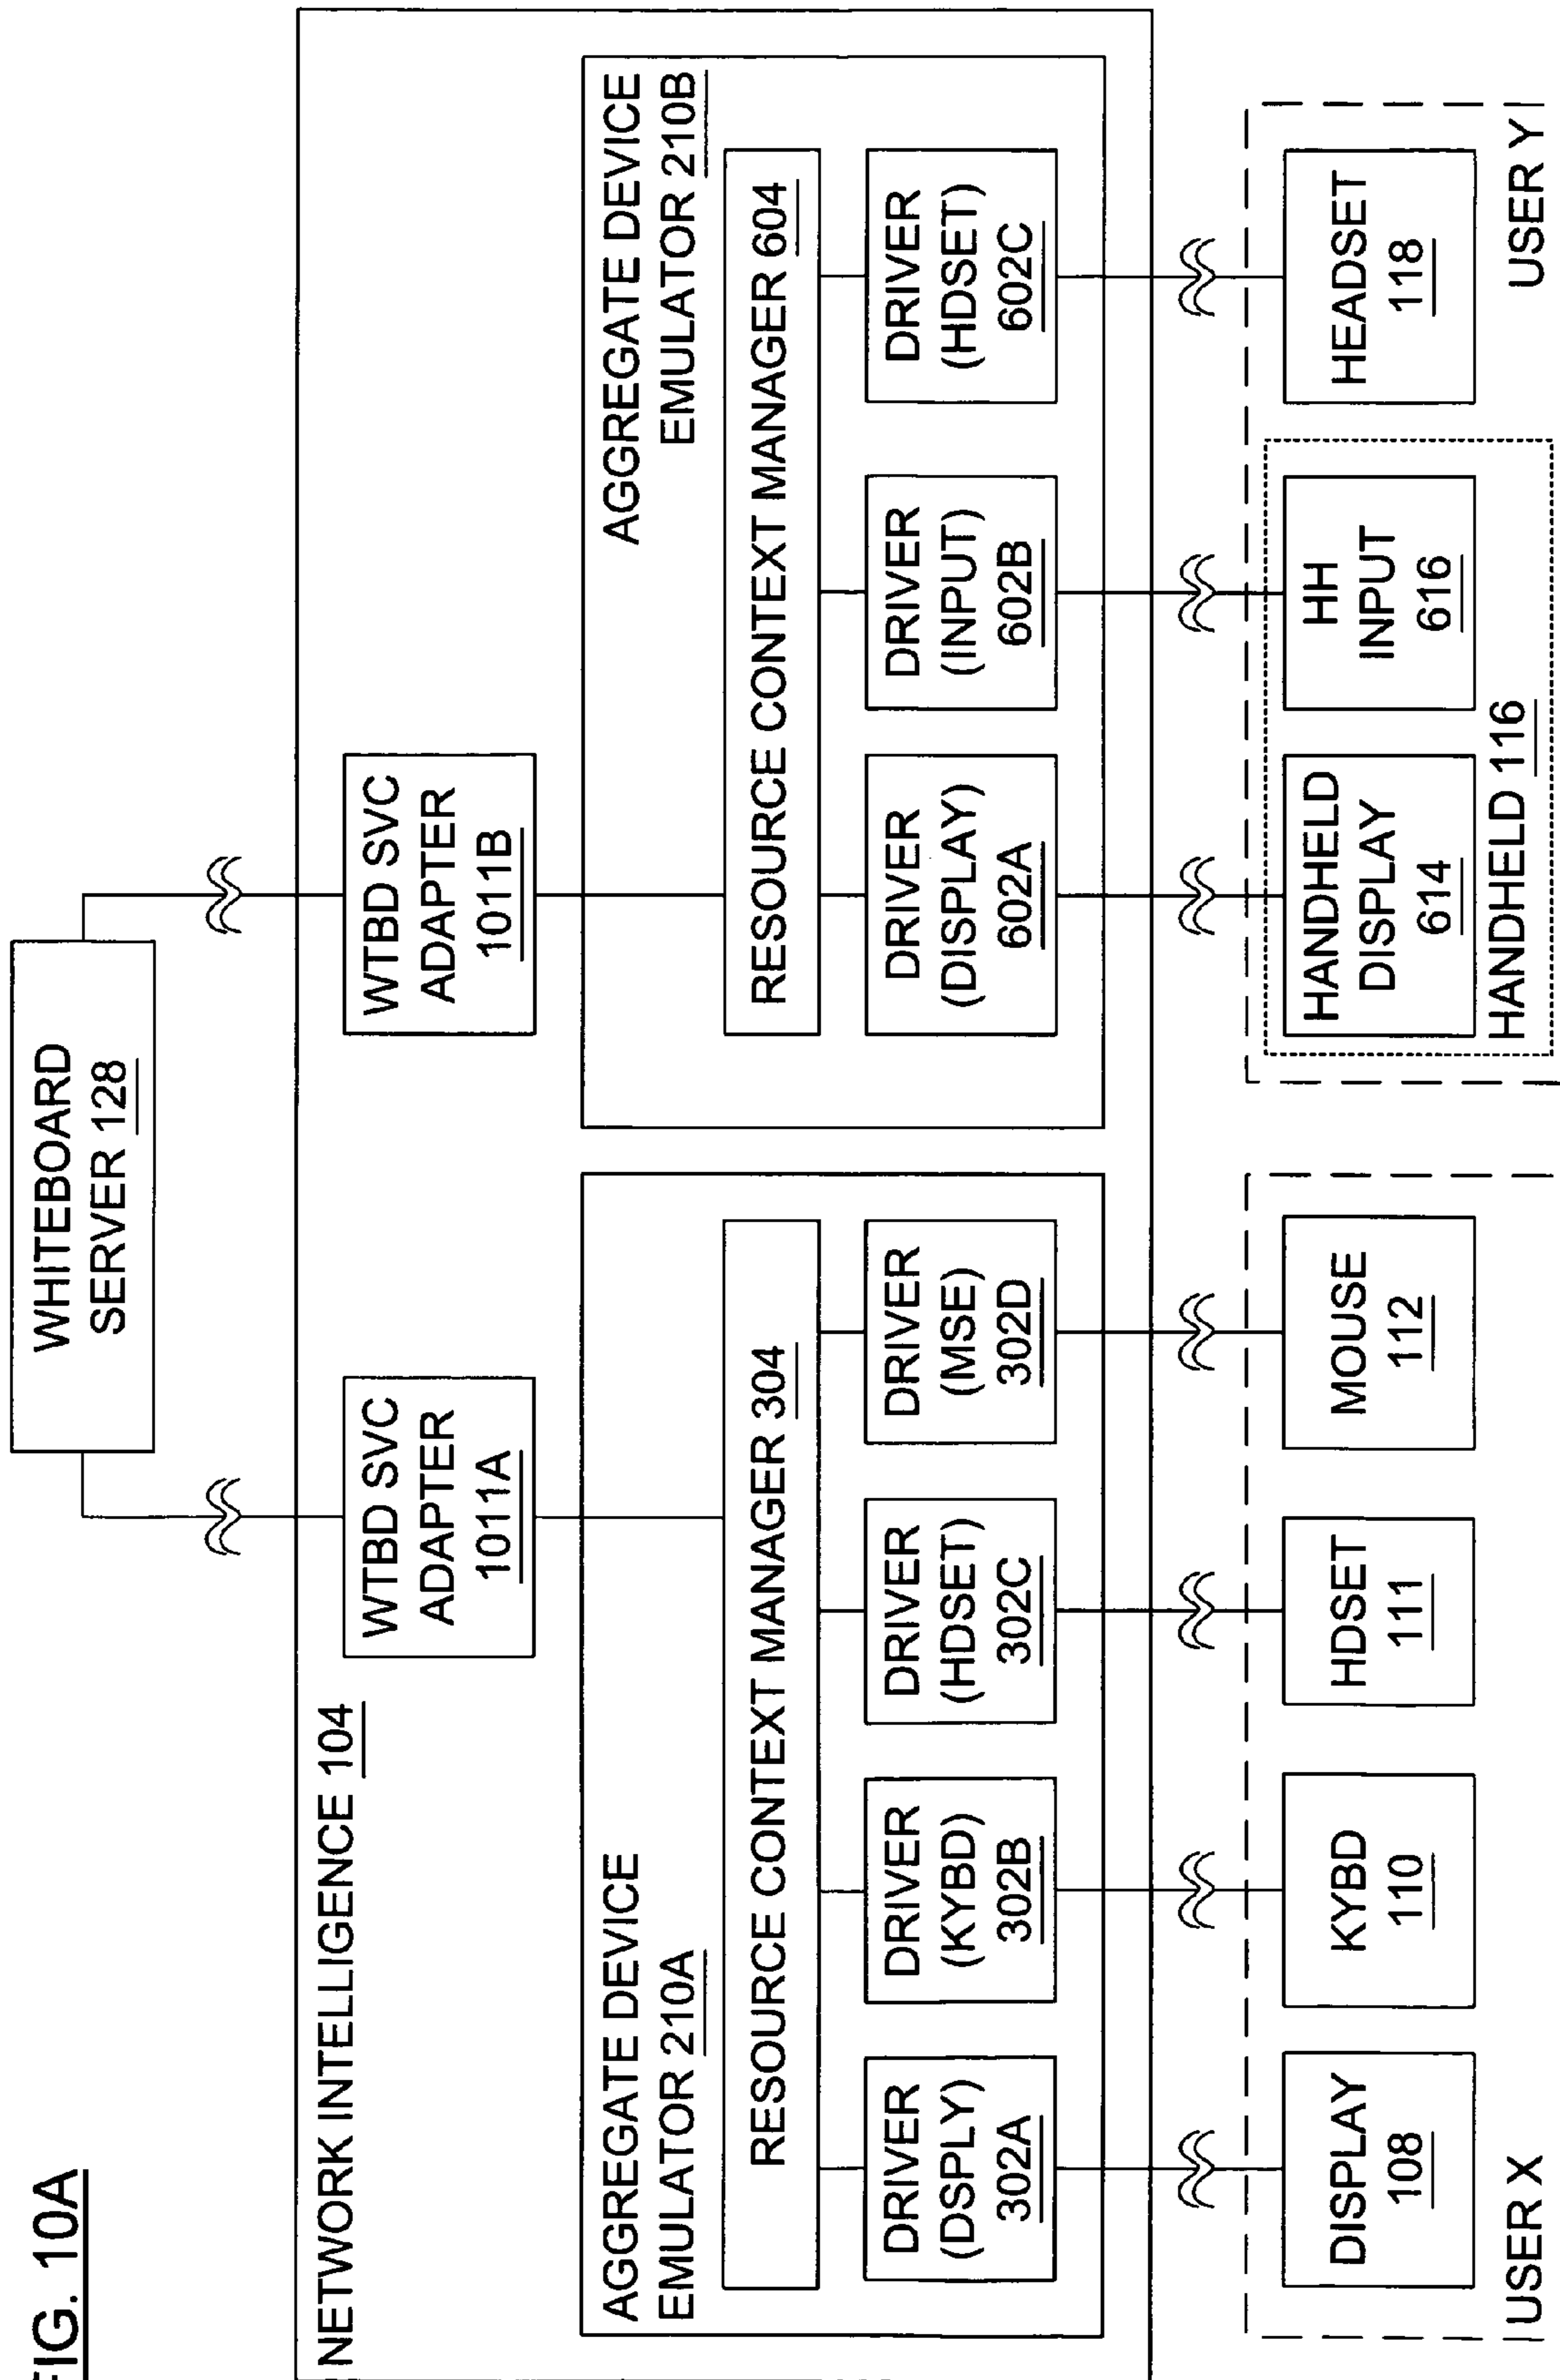 FIG. 10A
WHITEBOARD
SERVER 128
NETWORK INTELLIGENCE 104
WTBD SVC
ADAPTER
1011A
WTBD SVC
ADAPTER
1011B
AGGREGATE DEVICE
EMULATOR 210A
RESOURCE CONTEXT MANAGER 304
DRIVER
(DSPLY)
302A
DRIVER
(KYBD)
302B
DRIVER
(HDSET)
302C
DRIVER
(MSE)
302D
AGGREGATE DEVICE
EMULATOR 210B
RESOURCE CONTEXT MANAGER 604
DRIVER
(DISPLAY)
602A
DRIVER
(INPUT)
602B
DRIVER
(HDSET)
602C
DISPLAY
108
KYBD
110
HDSET
111
MOUSE
112
USER X
HANDHELD
DISPLAY
614
HH
INPUT
616
HANDHELD 116
HEADSET
118
USER Y